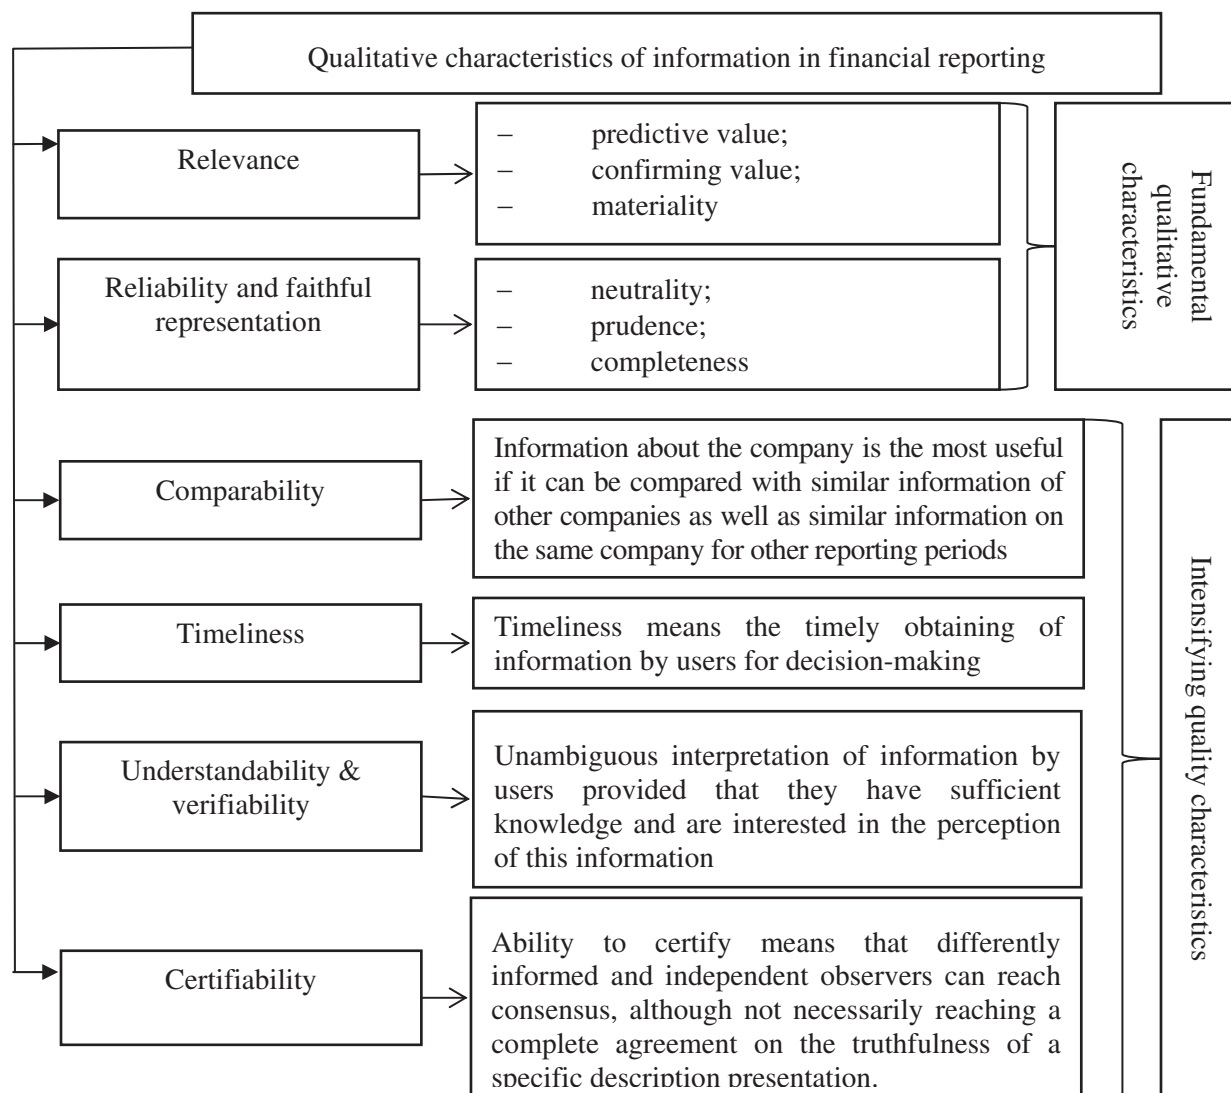 Qualitative characteristics of information in financial reporting
Relevance
– predictive value;
– confirming value;
– materiality
Fundamental
qualitative
characteristics
Reliability and faithful
representation
– neutrality;
– prudence;
– completeness
Comparability
Information about the company is the most useful
if it can be compared with similar information of
other companies as well as similar information on
the same company for other reporting periods
Intensifying quality characteristics
Timeliness
Timeliness means the timely obtaining of
information by users for decision-making
Understandability &
verifiability
Unambiguous interpretation of information by
users provided that they have sufficient
knowledge and are interested in the perception
of this information
Certifiability
Ability to certify means that differently
informed and independent observers can reach
consensus, although not necessarily reaching a
complete agreement on the truthfulness of a
specific description presentation.